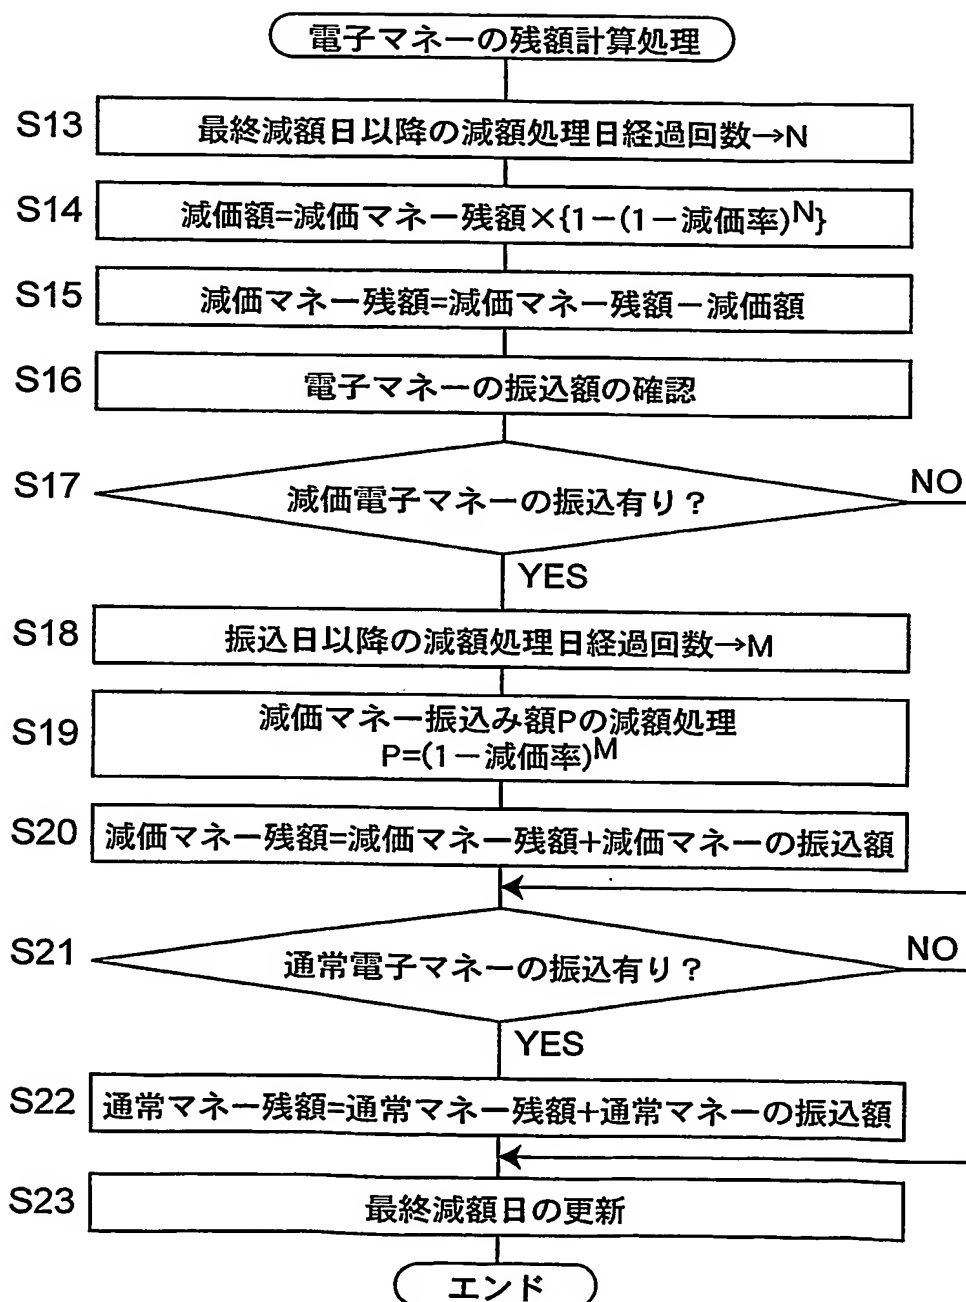 電子マネーの残額計算処理
S13 最終減額日以降の減額処理日経過回数→N
S14 減価額=減価マネー残額×{1-(1-減価率)^N}
S15 減価マネー残額=減価マネー残額-減価額
S16 電子マネーの振込額の確認
S17 減価電子マネーの振込有り? NO
YES
S18 振込日以降の減額処理日経過回数→M
S19 減価マネー振込み額Pの減額処理
P=(1-減価率)^M
S20 減価マネー残額=減価マネー残額+減価マネーの振込額
S21 通常電子マネーの振込有り? NO
YES
S22 通常マネー残額=通常マネー残額+通常マネーの振込額
S23 最終減額日の更新
エンド